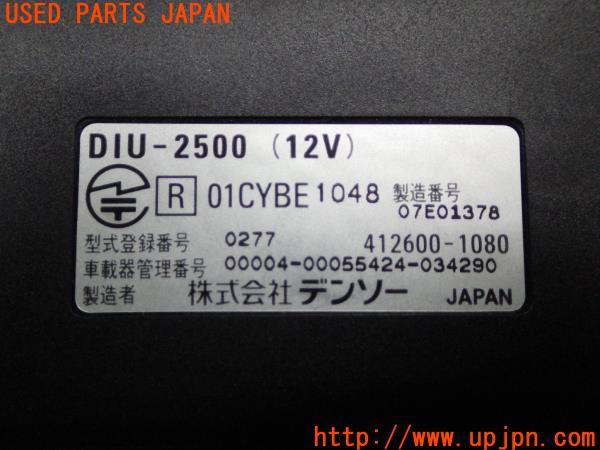 USED PARTS JAPAN
DIU-2500 (12V)
R 01CYBE1048 製造番号
07E01378
型式登録番号 0277 412600-1080
車載器管理番号 00004-00055424-034290
製造者 株式会社 デンソー JAPAN
http://www.upjpn.com/